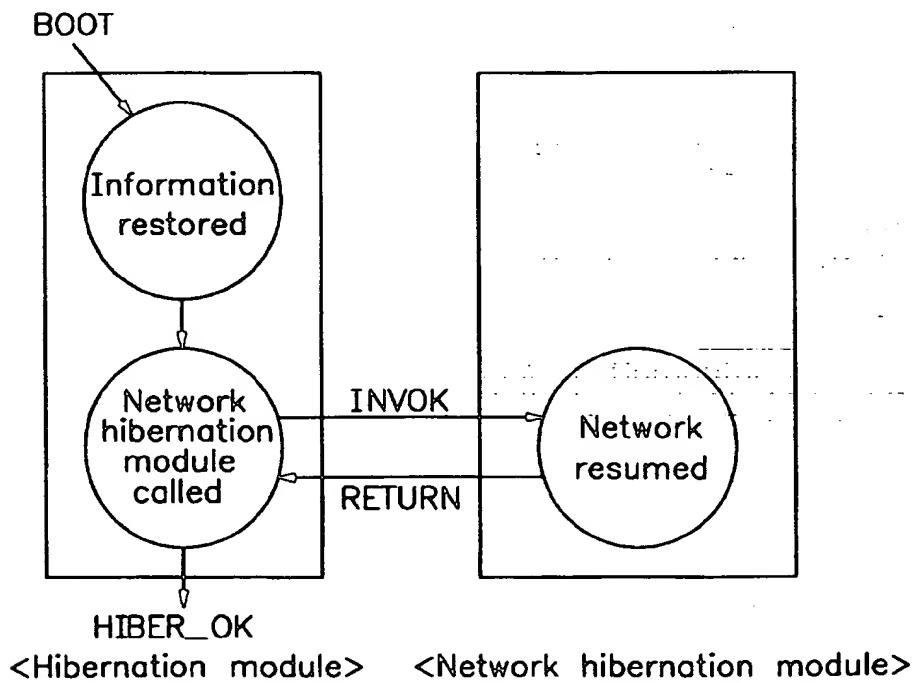 BOOT
Information
restored
Network
hibernation
module
called
INVOK
RETURN
Network
resumed
HIBER_OK
<Hibernation module>
<Network hibernation module>